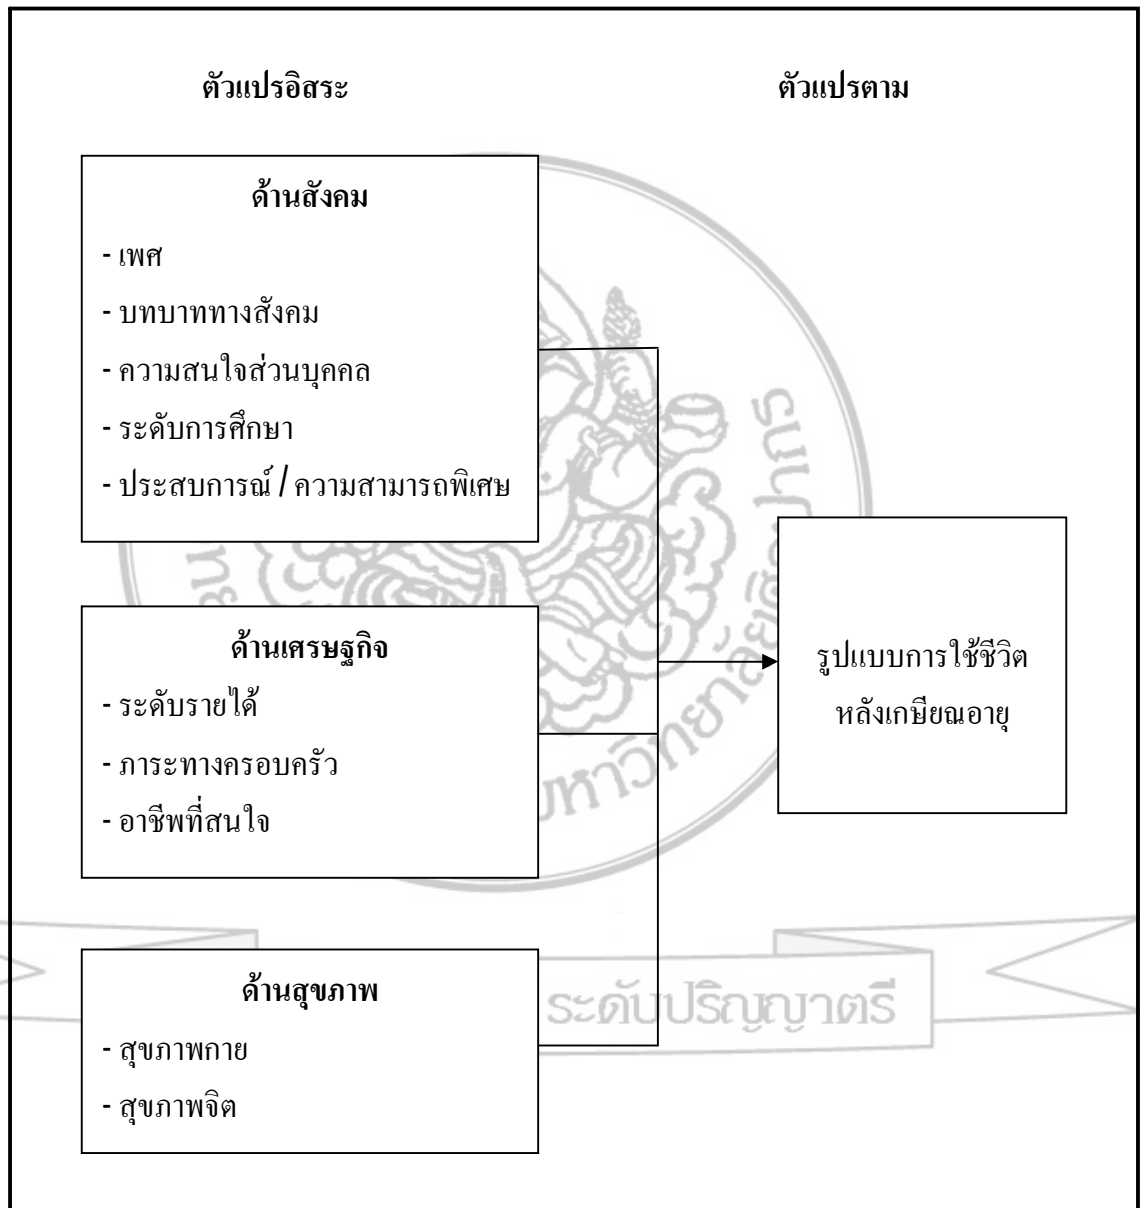 ตัวแปรอิสระ
ตัวแปรตาม
ด้านสังคม
- เพศ
- บทบาททางสังคม
- ความสนใจส่วนบุคคล
- ระดับการศึกษา
- ประสบการณ์ / ความสามารถพิเศษ
ด้านเศรษฐกิจ
- ระดับรายได้
- ภาระทางครอบครัว
- อาชีพที่สนใจ
รูปแบบการใช้ชีวิต
หลังเกษียณอายุ
ด้านสุขภาพ
- สุขภาพกาย
- สุขภาพจิต
ระดับปริญญาตรี